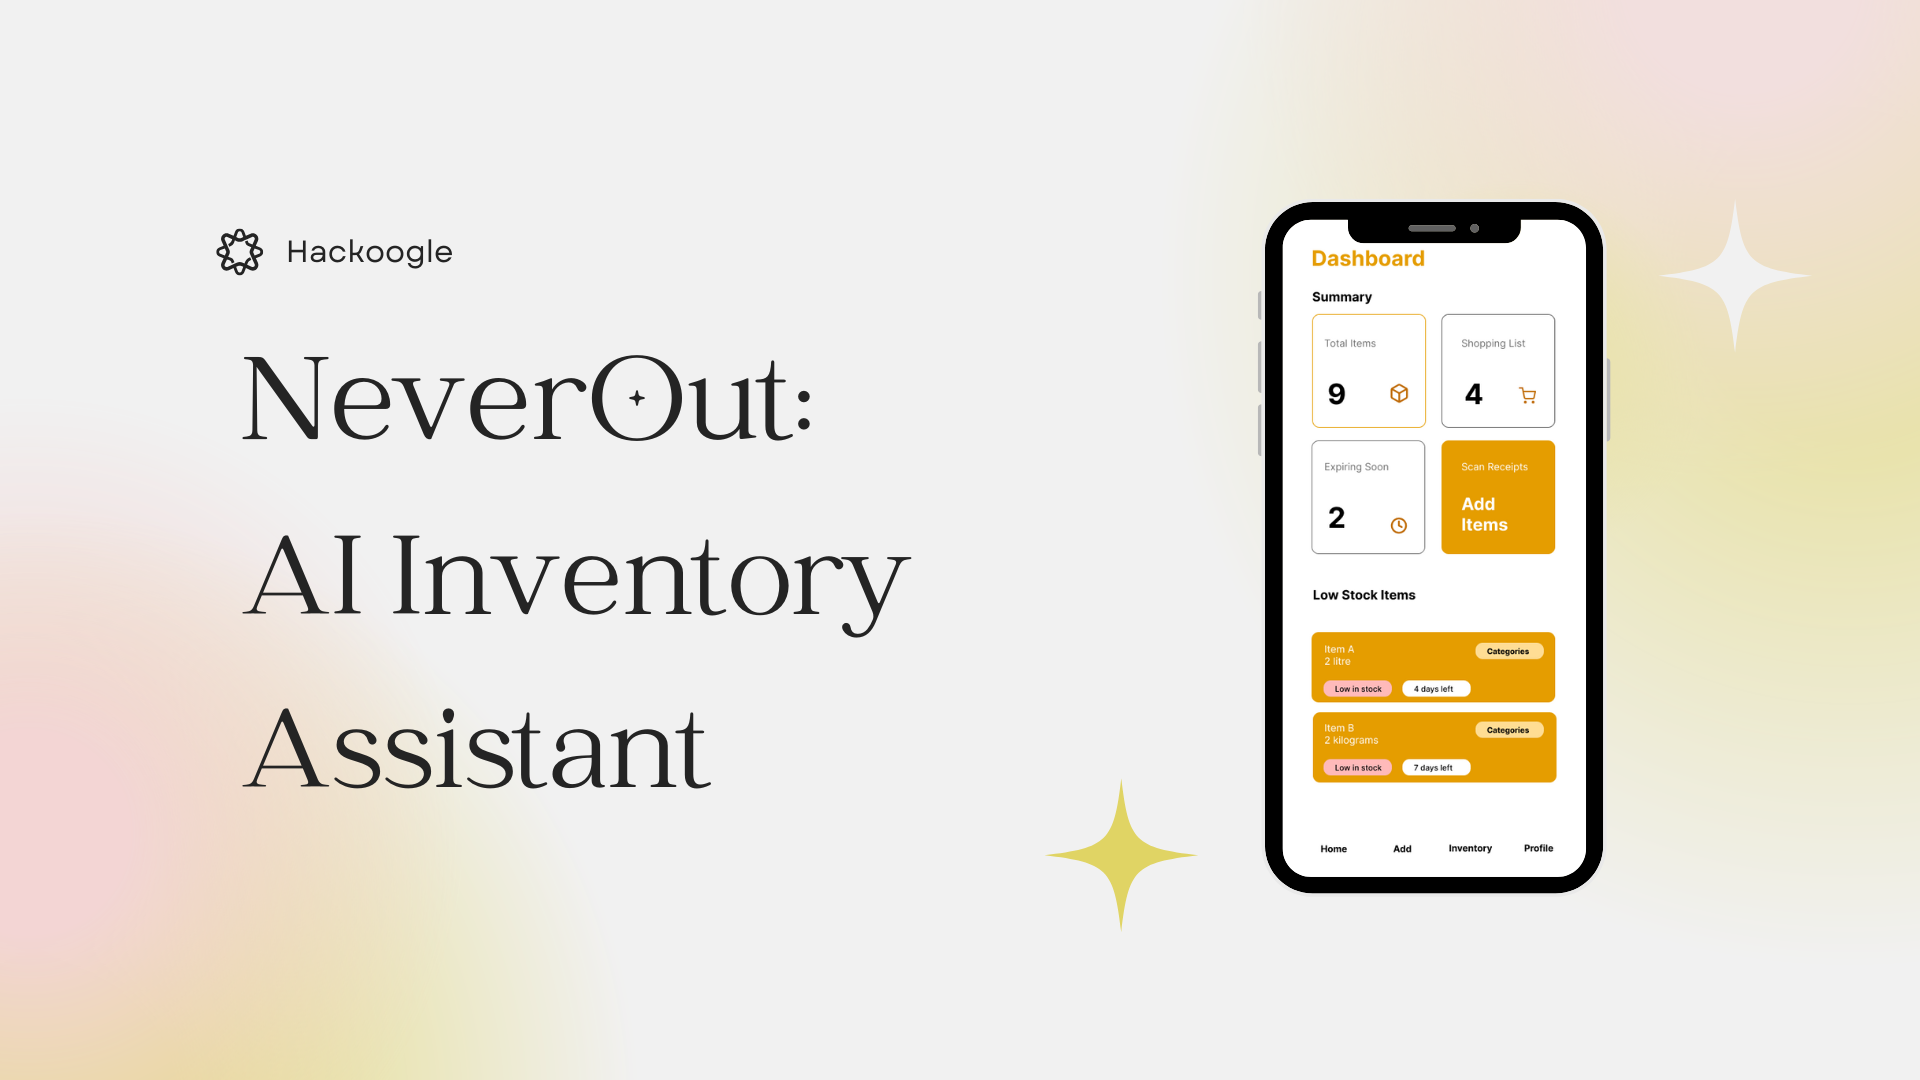 Hackoogle
NeverOut:
AI Inventory
Assistant
Dashboard
Summary
Total Items
9
Shopping List
4
Expiring Soon
2
Scan Receipts
Add
Items
Low Stock Items
Item A
2 litre
Categories
Low in stock
4 days left
Item B
2 kilograms
Categories
Low in stock
7 days left
Home
Add
Inventory
Profile